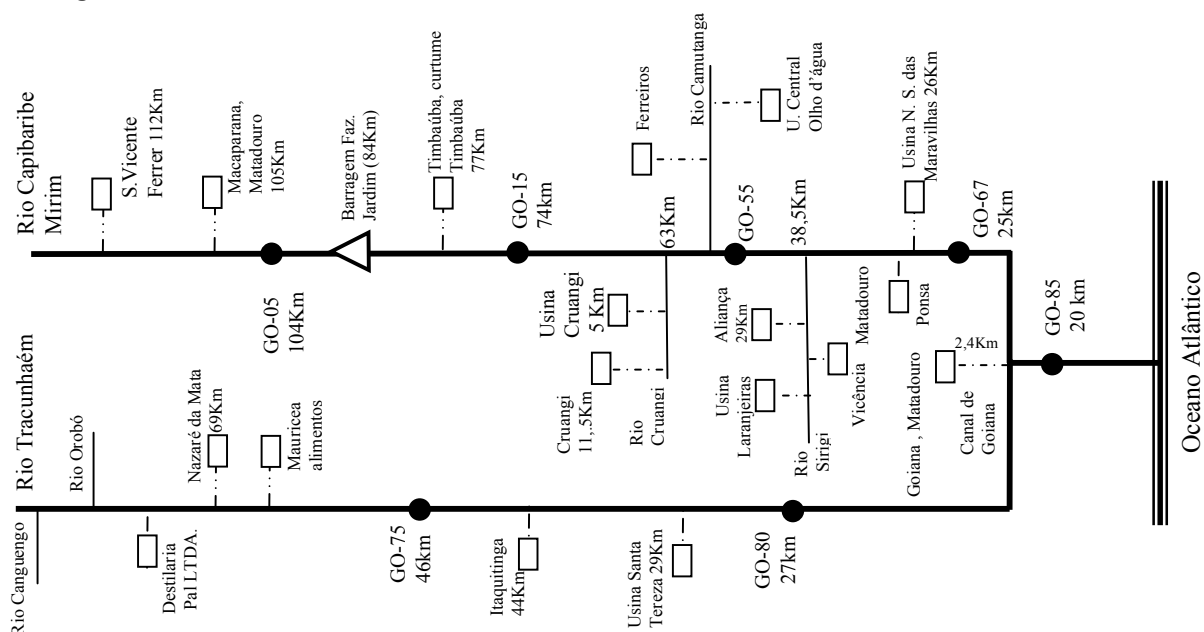 Rio Capibaribe
Mirim
S.Vicente
Ferrer 112Km
Macaparana,
Matadouro
105Km
GO-05
104Km
Barragem Faz.
Jardim (84Km)
Timbaúba, curtume
Timbaúba
77Km
GO-15
74km
Ferreiros
Rio Camutanga
U. Central
Olho d'água
63Km
Usina
Cruangi
5 Km
Cruangi
11,.5Km
Rio
Cruangi
GO-55
38,5Km
Aliança
29Km
Usina
Laranjeiras
Rio
Sirigi
Matadouro
Vicência
Usina N. S. das
Maravilhas 26Km
Ponsa
GO-67
25km
Goiana , Matadouro
2,4Km
Canal de
Goiana
GO-85
20 km
Oceano Atlântico
Rio Tracunhaém
Rio Canguengo
Rio Orobó
Destilaria
Pal LTDA.
Nazaré da Mata
69Km
Mauricea
alimentos
GO-75
46km
Itaquitinga
44Km
Usina Santa
Tereza 29Km
GO-80
27km